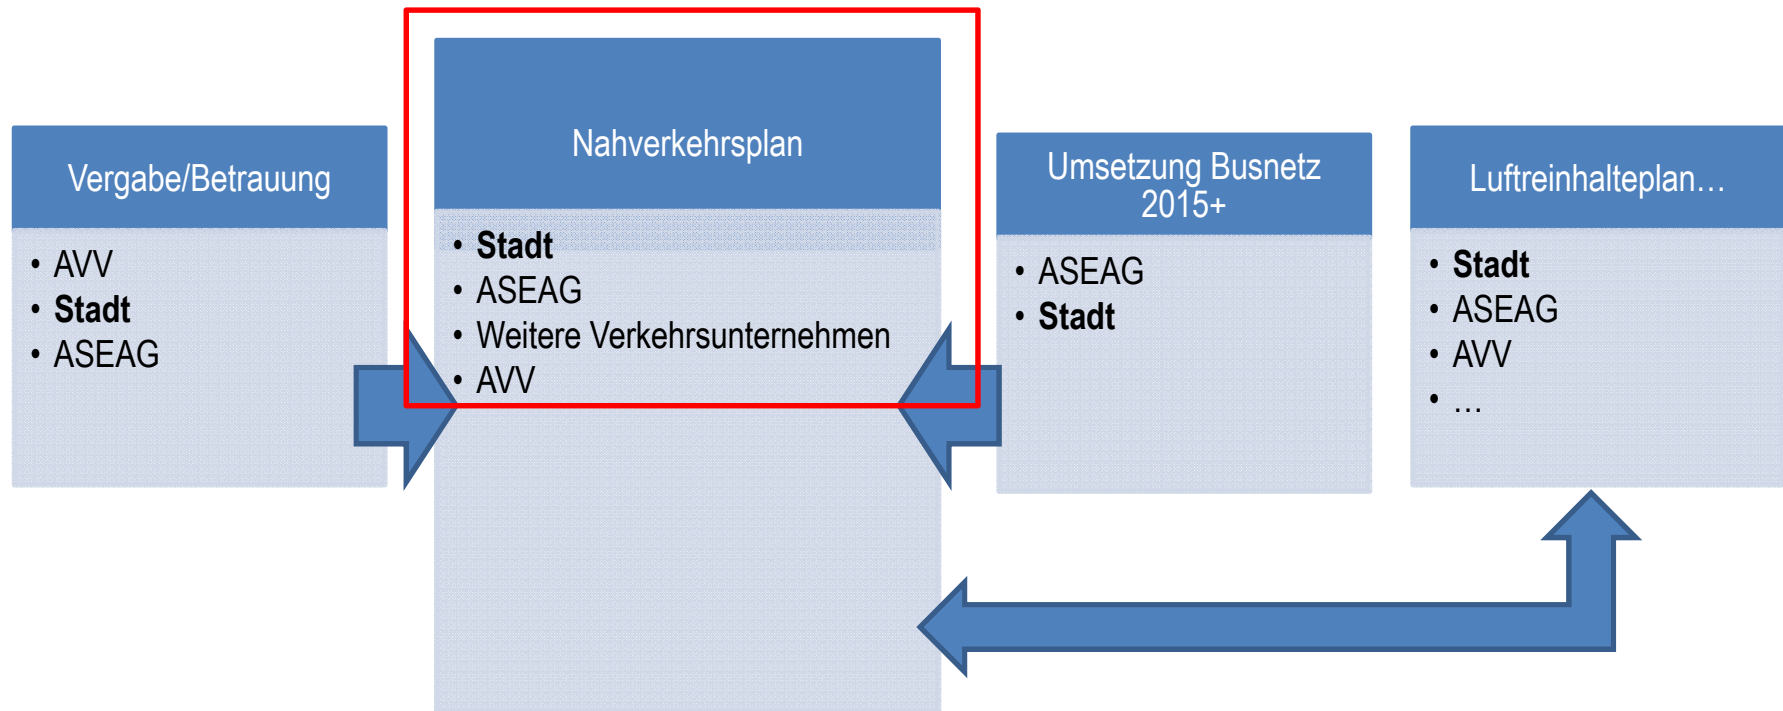 Vergabe/Betrauung
• AVV
• Stadt
• ASEAG
Nahverkehrsplan
• Stadt
• ASEAG
• Weitere Verkehrsunternehmen
• AVV
Umsetzung Busnetz
2015+
• ASEAG
• Stadt
Luftreinhalteplan…
• Stadt
• ASEAG
• AVV
• …